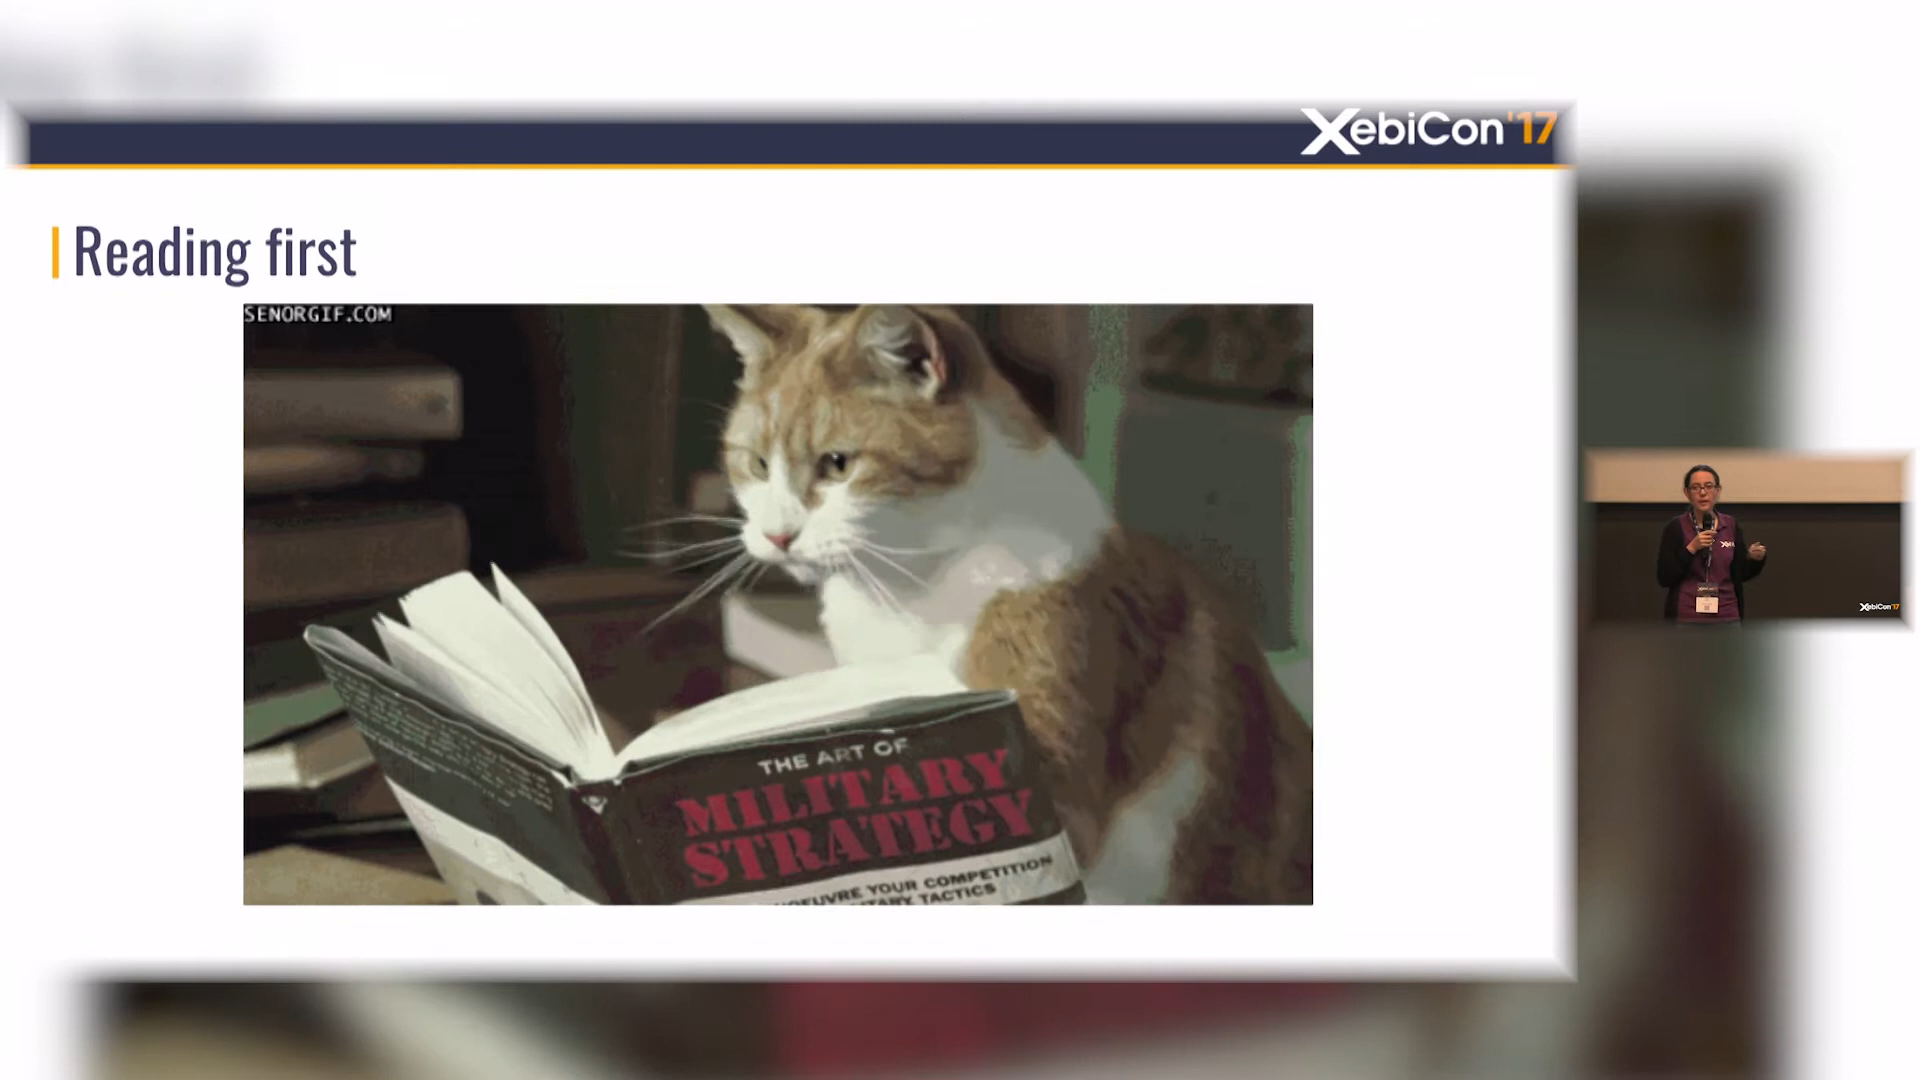 XebiCon'17
Reading first
SENORGIF.COM
THE ART OF
MILITARY
STRATEGY
YOUR COMPETITION
TACTICS
XebiCon'17